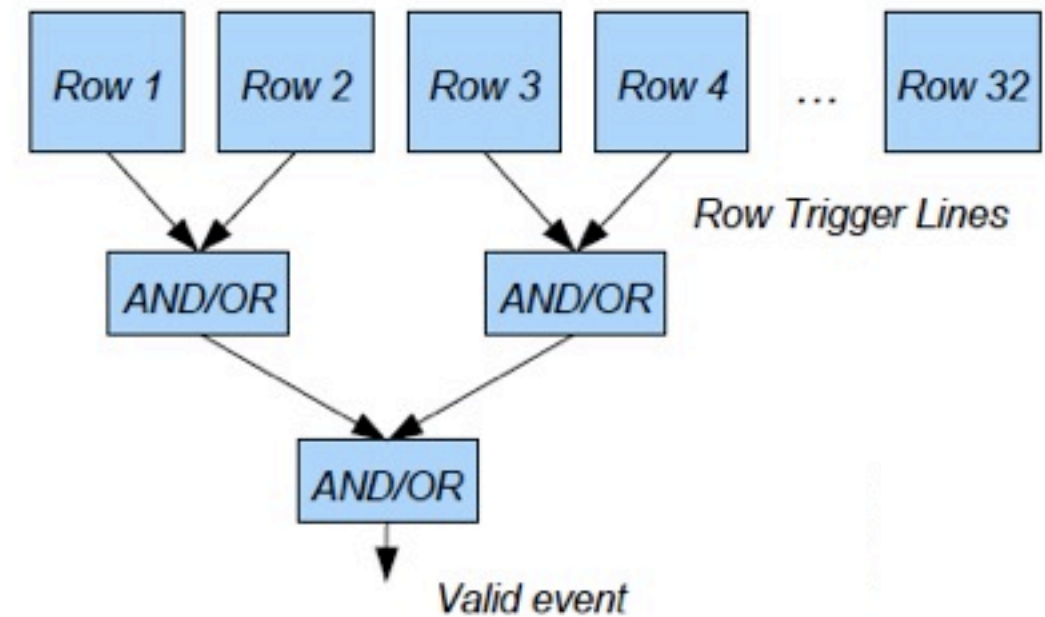 Row 1 Row 2 Row 3 Row 4 ... Row 32
Row Trigger Lines
AND/OR AND/OR
AND/OR
Valid event